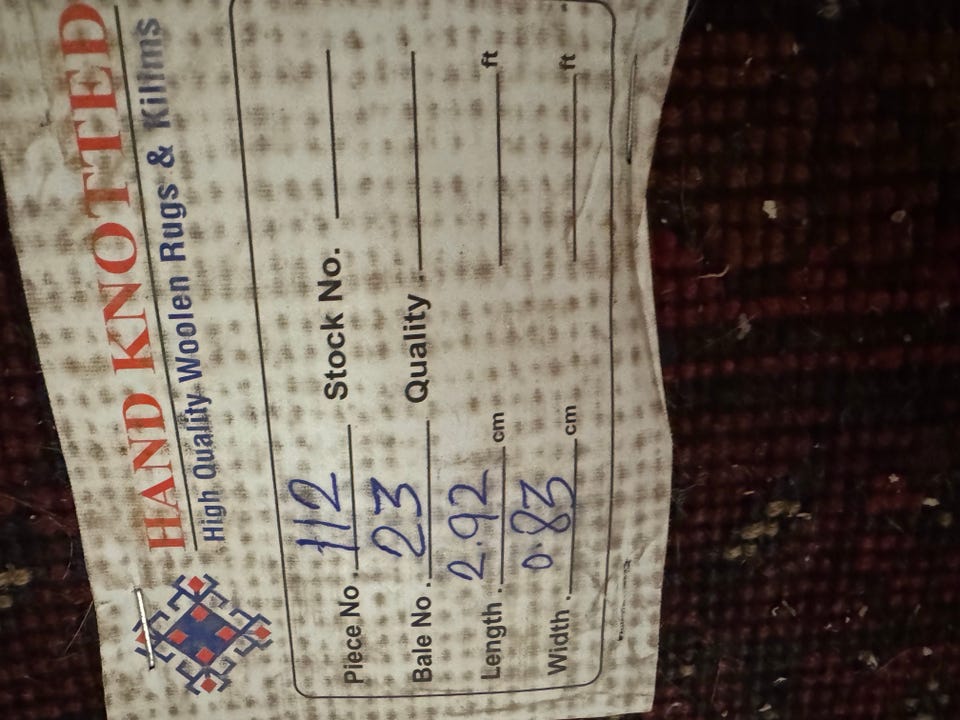 HAND KNOTTED
High Quality Woolen Rugs & Kilims
Piece No. 112 Stock No.
Bale No. 23 Quality
Length 2.92 cm ft
Width 0.83 cm ft